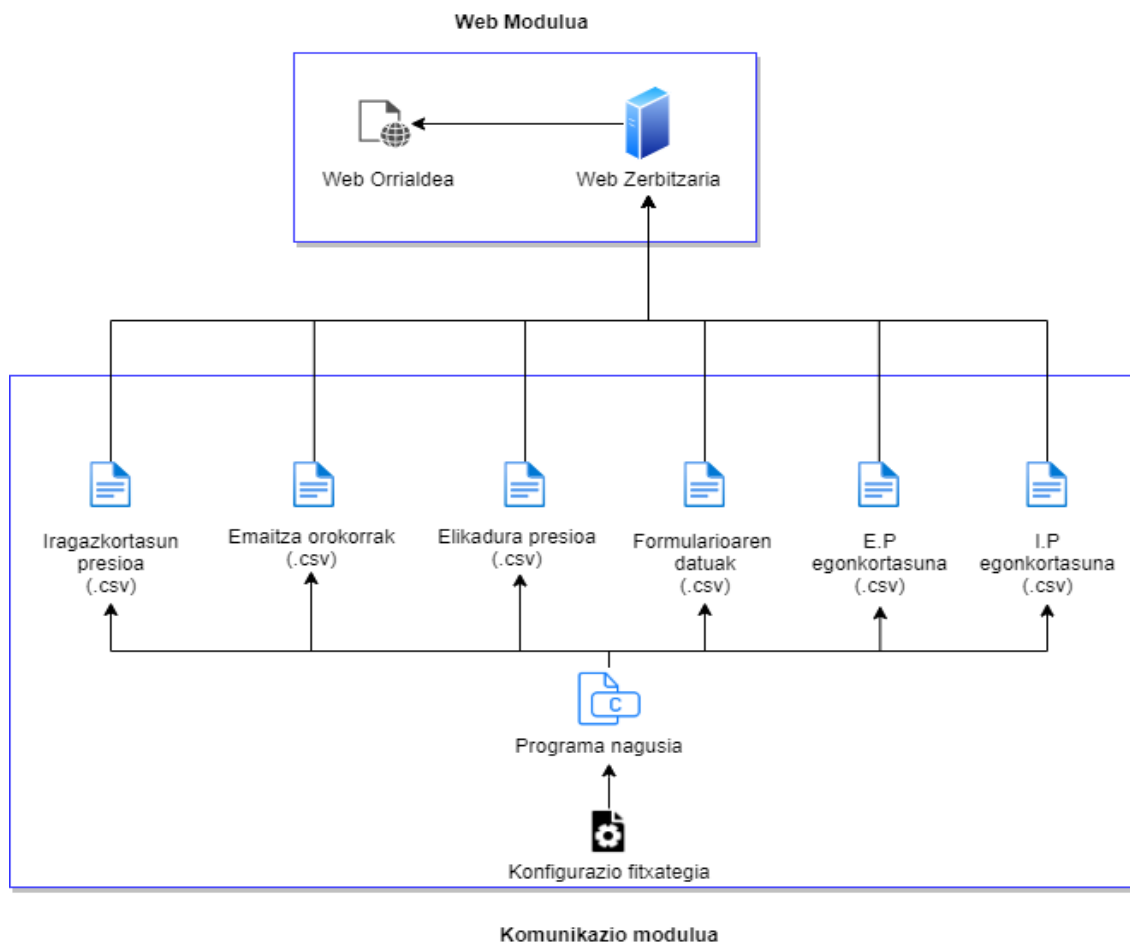 Web Modulua
Web Orrialdea
Web Zerbitzaria
Iragazkortasun
presioa
(.csv)
Emaitza orokorrak
(.csv)
Elikadura presioa
(.csv)
Formularioaren
datuak
(.csv)
E.P
egonkortasuna
(.csv)
I.P
egonkortasuna
(.csv)
C
Programa nagusia
Konfigurazio fitxategia
Komunikazio modulua